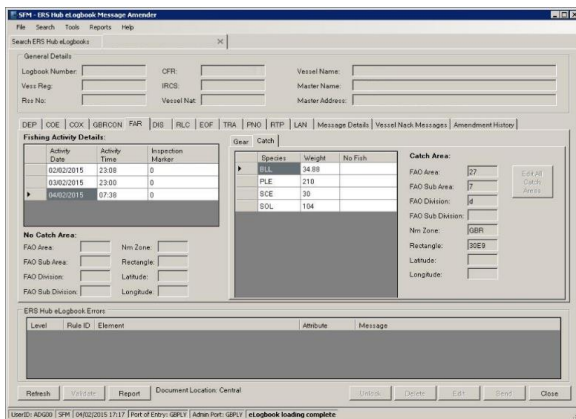 SFM - ERS Hub eLogbook Message Amender
File Search Tools Reports Help
Search ERS Hub eLogbooks
General Details
Logbook Number: CFR: Vessel Name:
Vess Reg: IRCS: Master Name:
Rss No: Vessel Nat: Master Address:
DEP COE COX GBRCON FAR DIS RLC EOF TRA PNO RTP LAN Message Details Vessel Nack Messages Amendment History
Fishing Activity Details:
Activity Date Activity Time Inspection Marker
02/02/2015 23:08 0
03/02/2015 23:00 0
04/02/2015 07:38 0
No Catch Area:
FAO Area: Nm Zone:
FAO Sub Area: Rectangle:
FAO Division: Latitude:
FAO Sub Division: Longitude:
Gear Catch
Species Weight No Fish
BLL 34.88
PLE 210
SCE 30
SOL 104
Catch Area:
FAO Area: 27
FAO Sub Area: 7
FAO Division: d
FAO Sub Division:
Nm Zone: GBR
Rectangle: 30E9
Latitude:
Longitude:
Edit All
Catch
Areas
ERS Hub eLogbook Errors
Level Rule ID Element Attribute Message
Refresh Validate Report Document Location: Central Unlock Delete Edit Send Close
UserID: ADG00 SFM 04/02/2015 17:17 Port of Entry: GBPLY Admin Port: GBPLY eLogbook loading complete